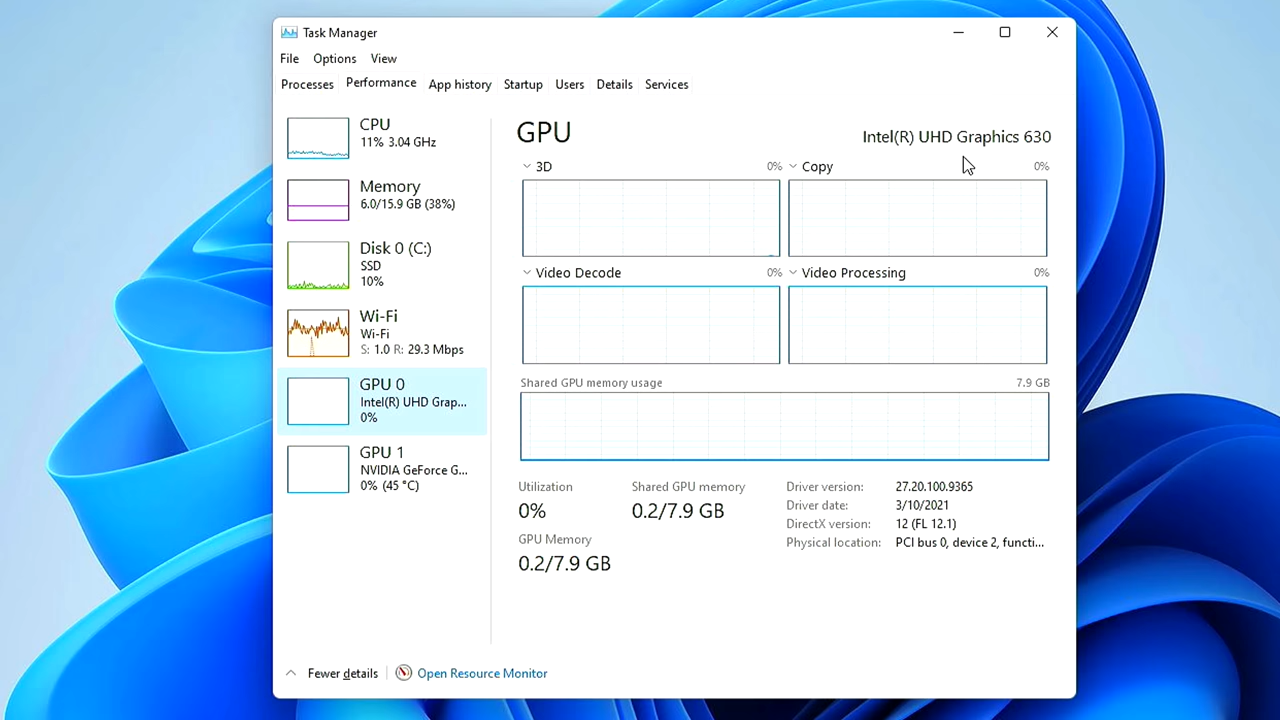 Task Manager
File Options View
Processes Performance App history Startup Users Details Services
CPU
11% 3.04 GHz
Memory
6.0/15.9 GB (38%)
Disk 0 (C:)
SSD
10%
Wi-Fi
Wi-Fi
S: 1.0 R: 29.3 Mbps
GPU 0
Intel(R) UHD Grap...
0%
GPU 1
NVIDIA GeForce G...
0% (45 °C)
GPU Intel(R) UHD Graphics 630
3D 0% Copy 0%
Video Decode 0% Video Processing 0%
Shared GPU memory usage 7.9 GB
Utilization
0%
Shared GPU memory
0.2/7.9 GB
GPU Memory
0.2/7.9 GB
Driver version: 27.20.100.9365
Driver date: 3/10/2021
DirectX version: 12 (FL 12.1)
Physical location: PCI bus 0, device 2, functi...
Fewer details Open Resource Monitor